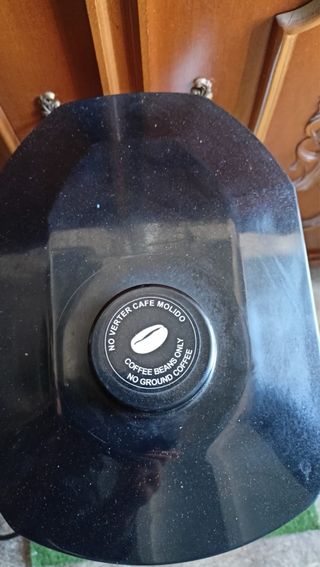 NO VERTER CAFE MOLIDO
COFFEE BEANS ONLY
NO GROUND COFFEE